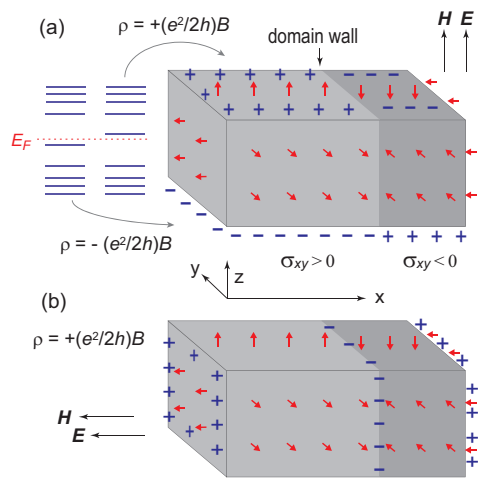 (a)
ρ = +(e²/2h)B
domain wall
H E
E_F
ρ = - (e²/2h)B
σ_xy > 0
σ_xy < 0
y
z
x
(b)
ρ = +(e²/2h)B
H
E